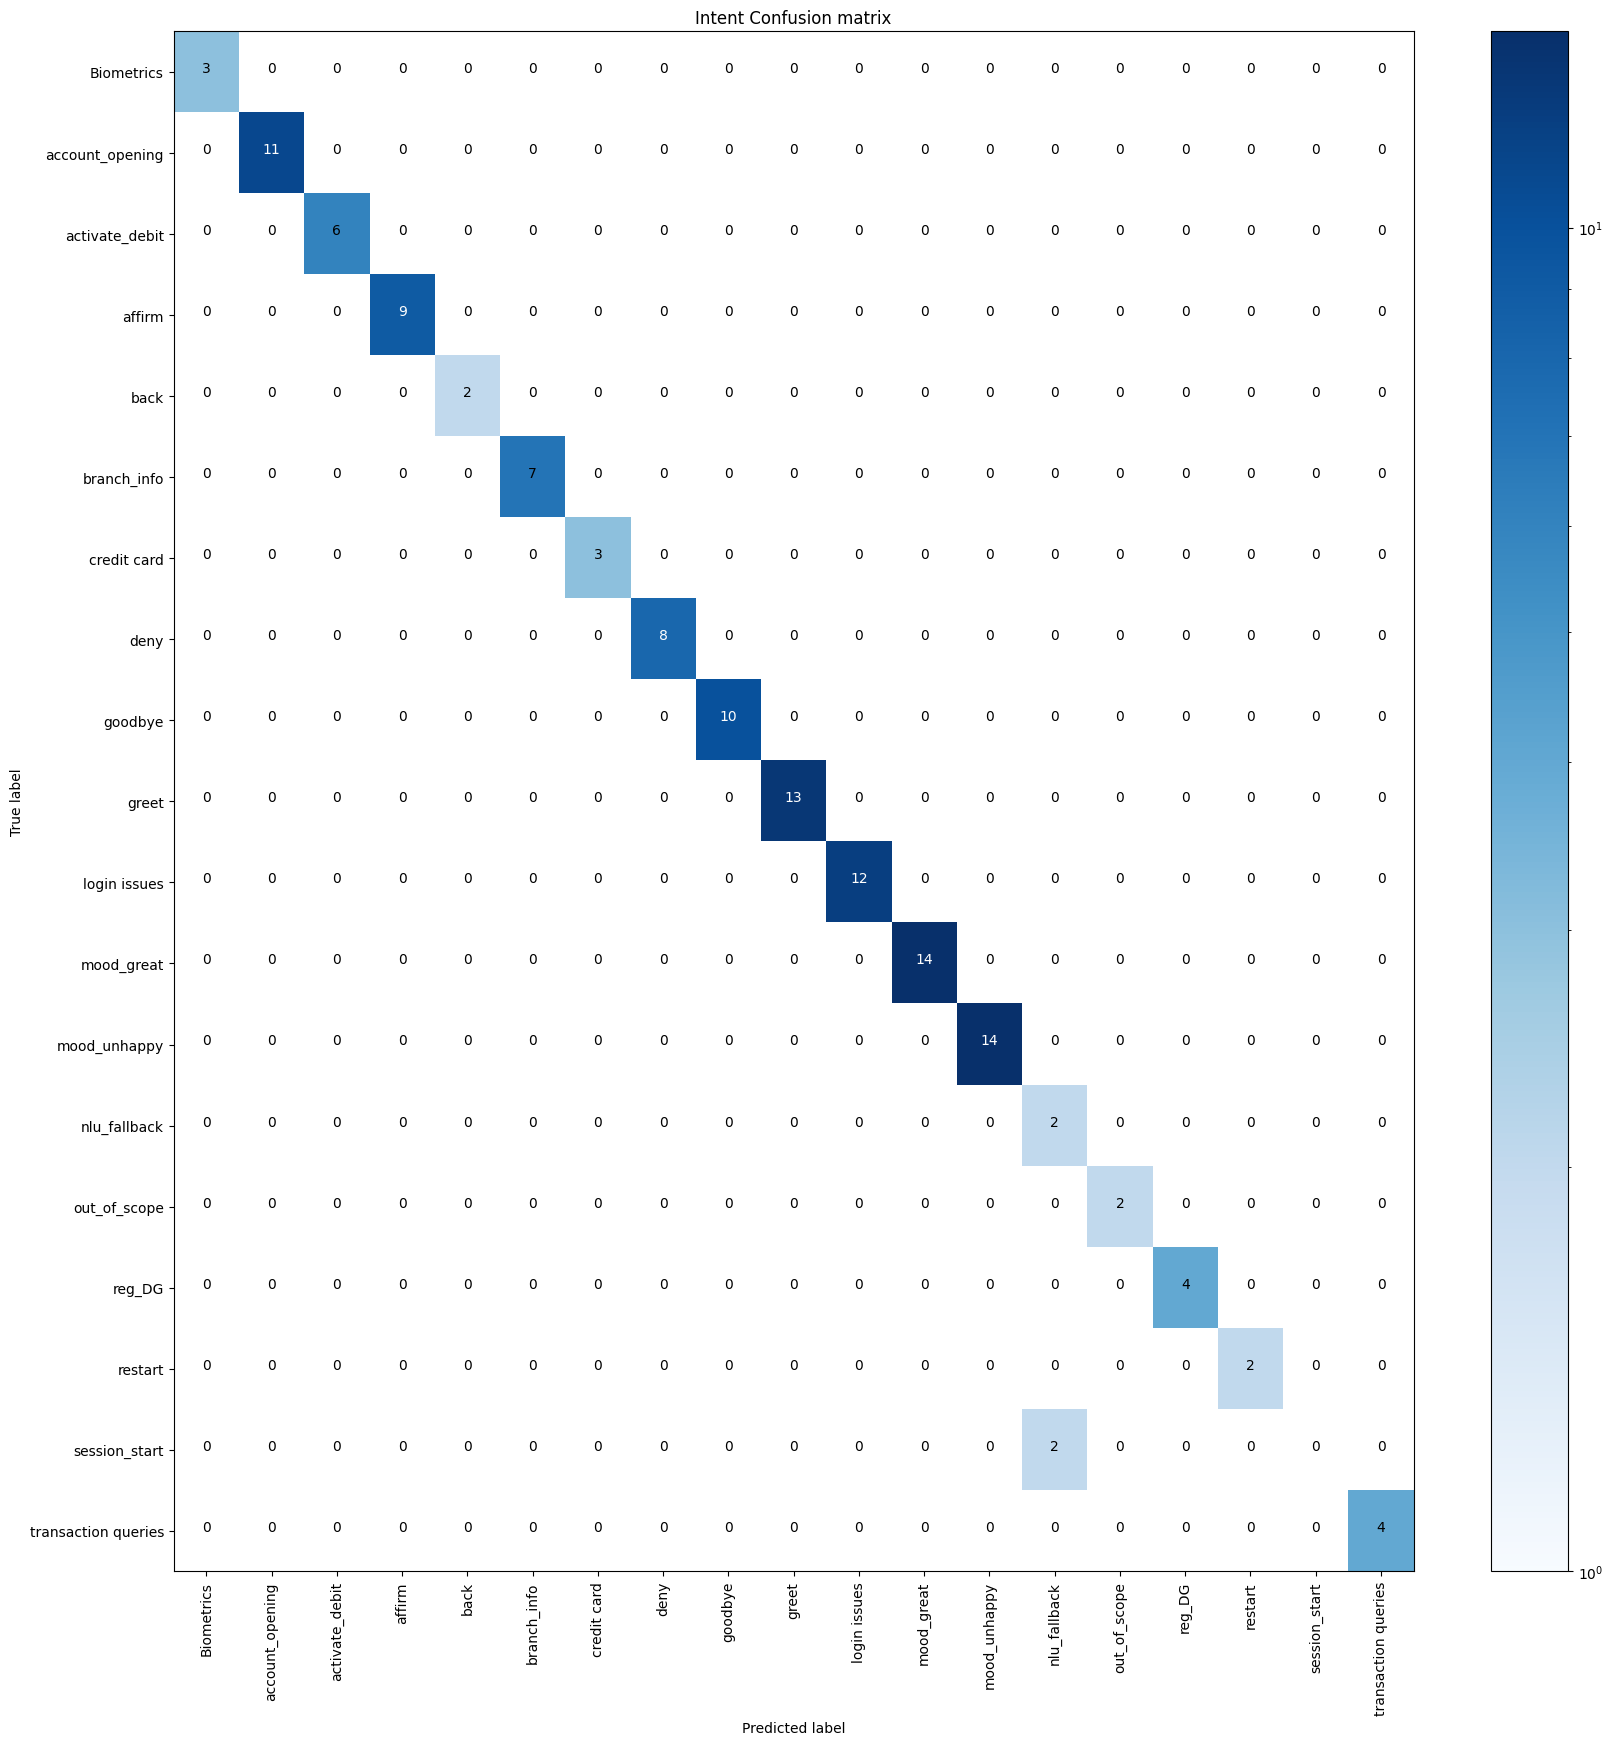 Intent Confusion matrix
True label
Biometrics 3 0 0 0 0 0 0 0 0 0 0 0 0 0 0 0 0 0 0
account_opening 0 11 0 0 0 0 0 0 0 0 0 0 0 0 0 0 0 0 0
activate_debit 0 0 6 0 0 0 0 0 0 0 0 0 0 0 0 0 0 0 0
affirm 0 0 0 9 0 0 0 0 0 0 0 0 0 0 0 0 0 0 0
back 0 0 0 0 2 0 0 0 0 0 0 0 0 0 0 0 0 0 0
branch_info 0 0 0 0 0 7 0 0 0 0 0 0 0 0 0 0 0 0 0
credit card 0 0 0 0 0 0 3 0 0 0 0 0 0 0 0 0 0 0 0
deny 0 0 0 0 0 0 0 8 0 0 0 0 0 0 0 0 0 0 0
goodbye 0 0 0 0 0 0 0 0 10 0 0 0 0 0 0 0 0 0 0
greet 0 0 0 0 0 0 0 0 0 13 0 0 0 0 0 0 0 0 0
login issues 0 0 0 0 0 0 0 0 0 0 12 0 0 0 0 0 0 0 0
mood_great 0 0 0 0 0 0 0 0 0 0 0 14 0 0 0 0 0 0 0
mood_unhappy 0 0 0 0 0 0 0 0 0 0 0 0 14 0 0 0 0 0 0
nlu_fallback 0 0 0 0 0 0 0 0 0 0 0 0 0 2 0 0 0 0 0
out_of_scope 0 0 0 0 0 0 0 0 0 0 0 0 0 0 2 0 0 0 0
reg_DG 0 0 0 0 0 0 0 0 0 0 0 0 0 0 0 4 0 0 0
restart 0 0 0 0 0 0 0 0 0 0 0 0 0 0 0 0 2 0 0
session_start 0 0 0 0 0 0 0 0 0 0 0 0 0 2 0 0 0 0 0
transaction queries 0 0 0 0 0 0 0 0 0 0 0 0 0 0 0 0 0 0 4
Biometrics
account_opening
activate_debit
affirm
back
branch_info
credit card
deny
goodbye
greet
login issues
mood_great
mood_unhappy
nlu_fallback
out_of_scope
reg_DG
restart
session_start
transaction queries
Predicted label
10¹
10⁰